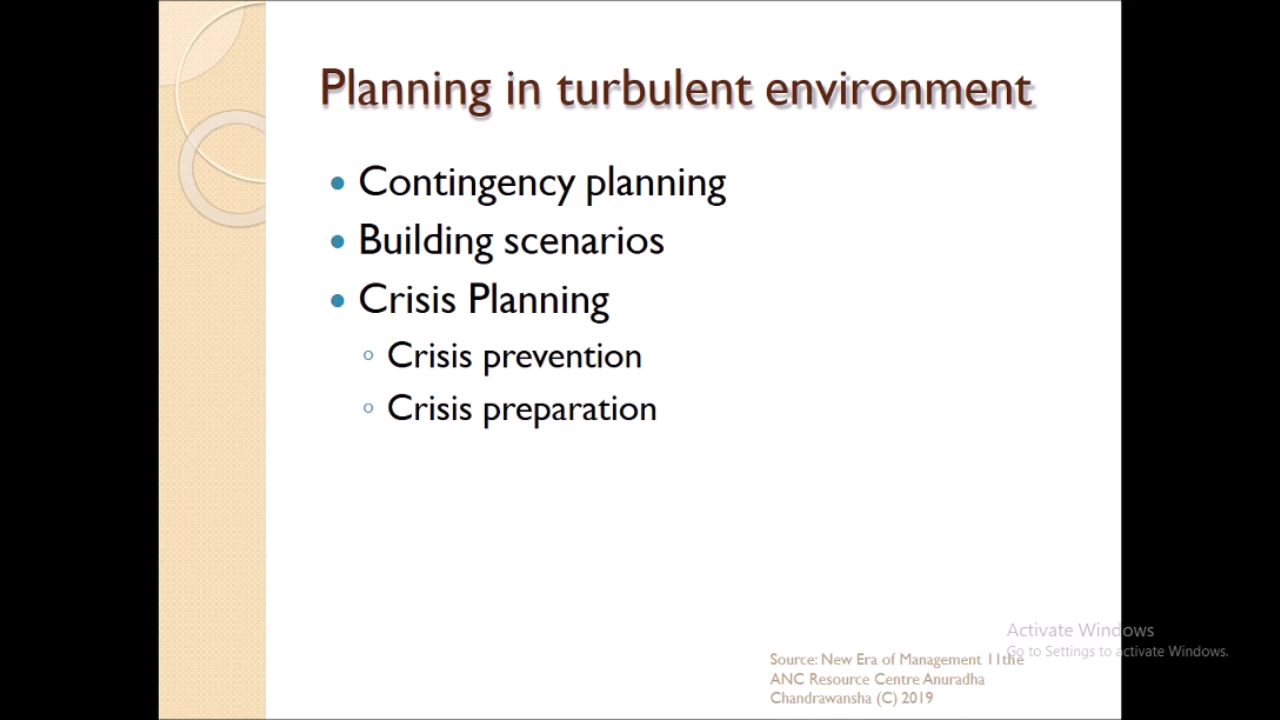 Planning in turbulent environment
Contingency planning
Building scenarios
Crisis Planning
Crisis prevention
Crisis preparation
Activate Windows
Go to Settings to activate Windows.
Source: New Era of Management 11the
ANC Resource Centre Anuradha
Chandrawansha (C) 2019